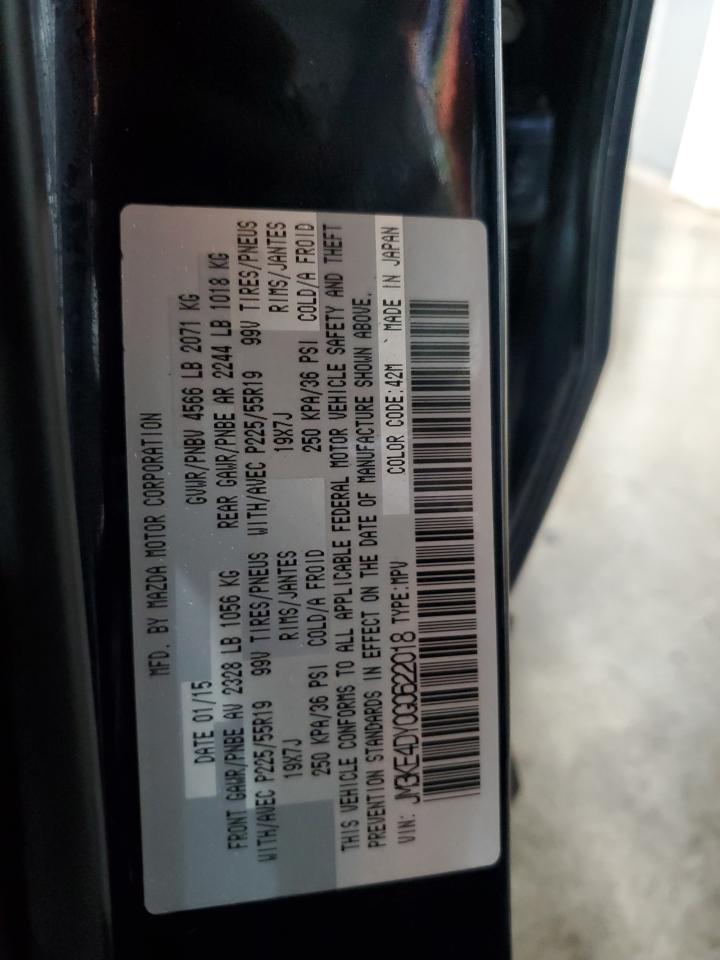 MFD. BY MAZDA MOTOR CORPORATION
DATE 01/15 GVWR/PNBV 4566 LB 2071 KG
FRONT GAWR/PNBE AV 2328 LB 1056 KG REAR GAWR/PNBE AR 2244 LB 1018 KG
WITH/AVEC P225/55R19 99V TIRES/PNEUS WITH/AVEC P225/55R19 99V TIRES/PNEUS
19X7J RIMS/JANTES 19X7J RIMS/JANTES
250 KPA/36 PSI COLD/A FROID 250 KPA/36 PSI COLD/A FROID
THIS VEHICLE CONFORMS TO ALL APPLICABLE FEDERAL MOTOR VEHICLE SAFETY AND THEFT
PREVENTION STANDARDS IN EFFECT ON THE DATE OF MANUFACTURE SHOWN ABOVE.
VIN: JM3KE4DY0G0622018 TYPE:MPV COLOR CODE:42M MADE IN JAPAN